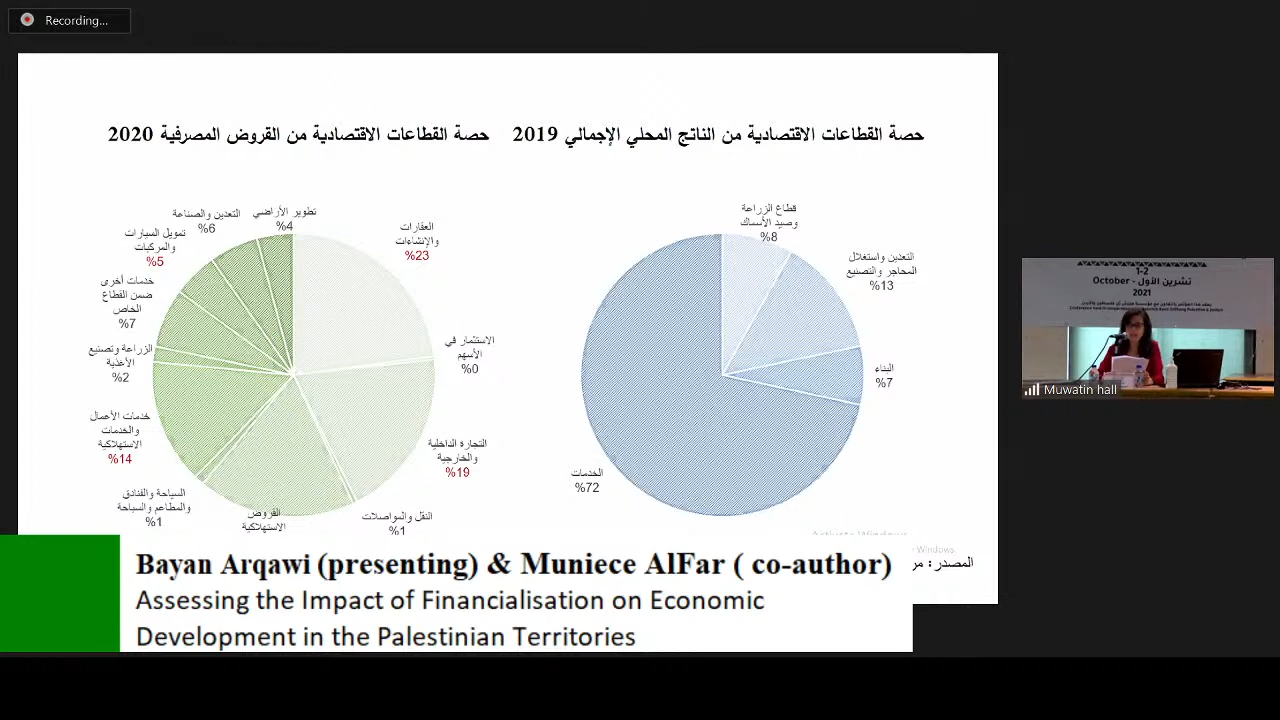 Recording...
حصة القطاعات الاقتصادية من الناتج المحلي الإجمالي 2019
قطاع الزراعة
وصيد الأسماك
%8
التعدين واستغلال
المحاجر والتصنيع
%13
البناء
%7
الخدمات
%72
حصة القطاعات الاقتصادية من القروض المصرفية 2020
العقارات
والإنشاءات
%23
الاستثمار في
الأسهم
%0
التجارة الداخلية
والخارجية
%19
النقل والمواصلات
%1
القروض
الاستهلاكية
السياحة والفنادق
والمطاعم والسياحة
%1
خدمات الأعمال
والخدمات
الاستهلاكية
%14
الزراعة وتصنيع
الأغذية
%2
خدمات أخرى
ضمن القطاع
الخاص
%7
تمويل السيارات
والمركبات
%5
التعدين والصناعة
%6
تطوير الأراضي
%4
Windows
المصدر:
Bayan Arqawi (presenting) & Muniece AlFar ( co-author)
Assessing the Impact of Financialisation on Economic
Development in the Palestinian Territories
1-2
تشرين الأول - October
2021
Muwatin hall